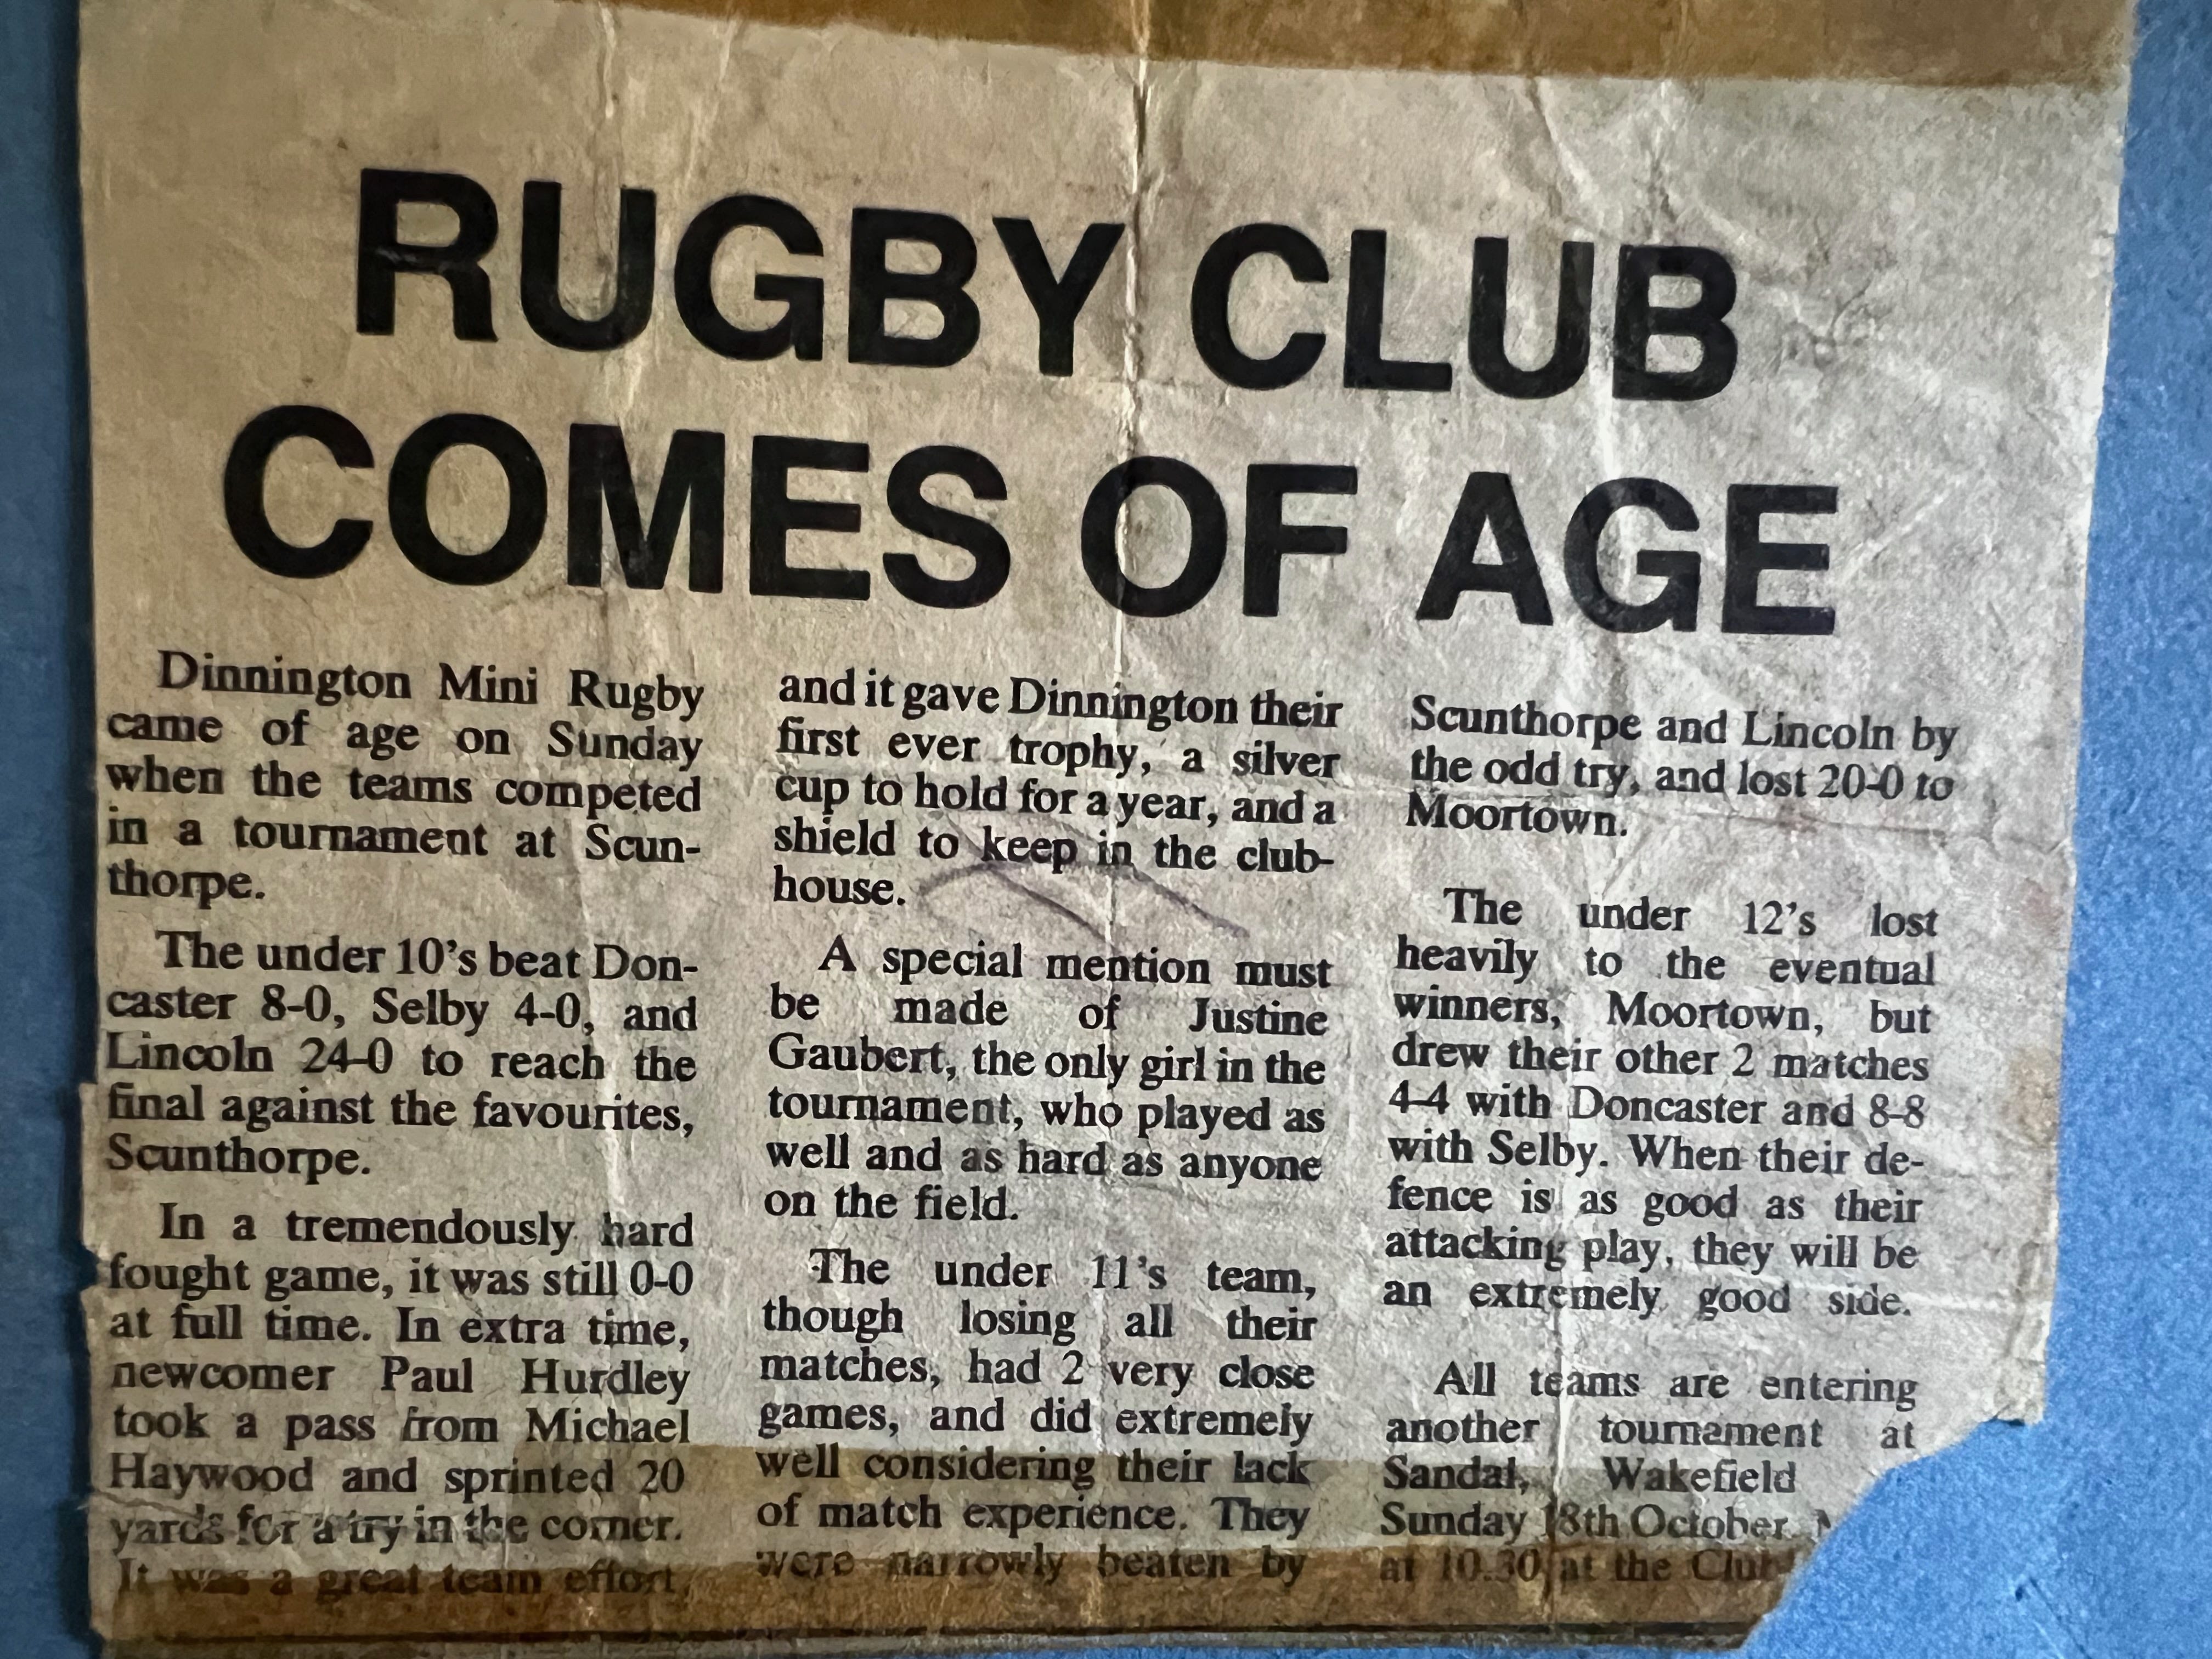 RUGBY CLUB
COMES OF AGE
Dinnington Mini Rugby
came of age on Sunday
when the teams competed
in a tournament at Scun-
thorpe.
The under 10's beat Don-
caster 8-0, Selby 4-0, and
Lincoln 24-0 to reach the
final against the favourites,
Scunthorpe.
In a tremendously hard
fought game, it was still 0-0
at full time. In extra time,
newcomer Paul Hurdley
took a pass from Michael
Haywood and sprinted 20
yards for a try in the corner.
It was a great team effort,
and it gave Dinnington their
first ever trophy, a silver
cup to hold for a year, and a
shield to keep in the club-
house.
A special mention must
be made of Justine
Gaubert, the only girl in the
tournament, who played as
well and as hard as anyone
on the field.
The under 11's team,
though losing all their
matches, had 2 very close
games, and did extremely
well considering their lack
of match experience. They
were narrowly beaten by
Scunthorpe and Lincoln by
the odd try, and lost 20-0 to
Moortown.
The under 12's lost
heavily to the eventual
winners, Moortown, but
drew their other 2 matches
4-4 with Doncaster and 8-8
with Selby. When their de-
fence is as good as their
attacking play, they will be
an extremely good side.
All teams are entering
another tournament at
Sandal, Wakefield
Sunday 18th October.
at 10.30 at the Club